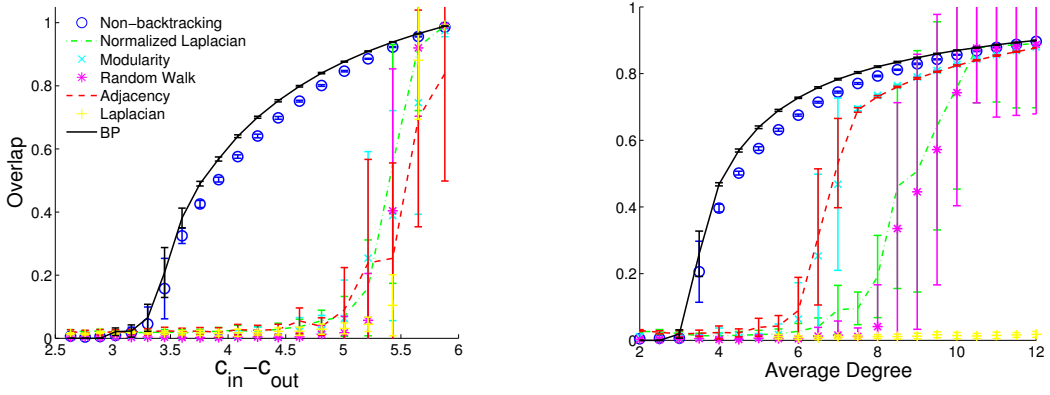 1
0.8
0.6
0.4
0.2
0
Overlap
Non−backtracking
Normalized Laplacian
Modularity
Random Walk
Adjacency
Laplacian
BP
2.5 3 3.5 4 4.5 5 5.5 6
c_in−c_out
1
0.8
0.6
0.4
0.2
0
2 4 6 8 10 12
Average Degree